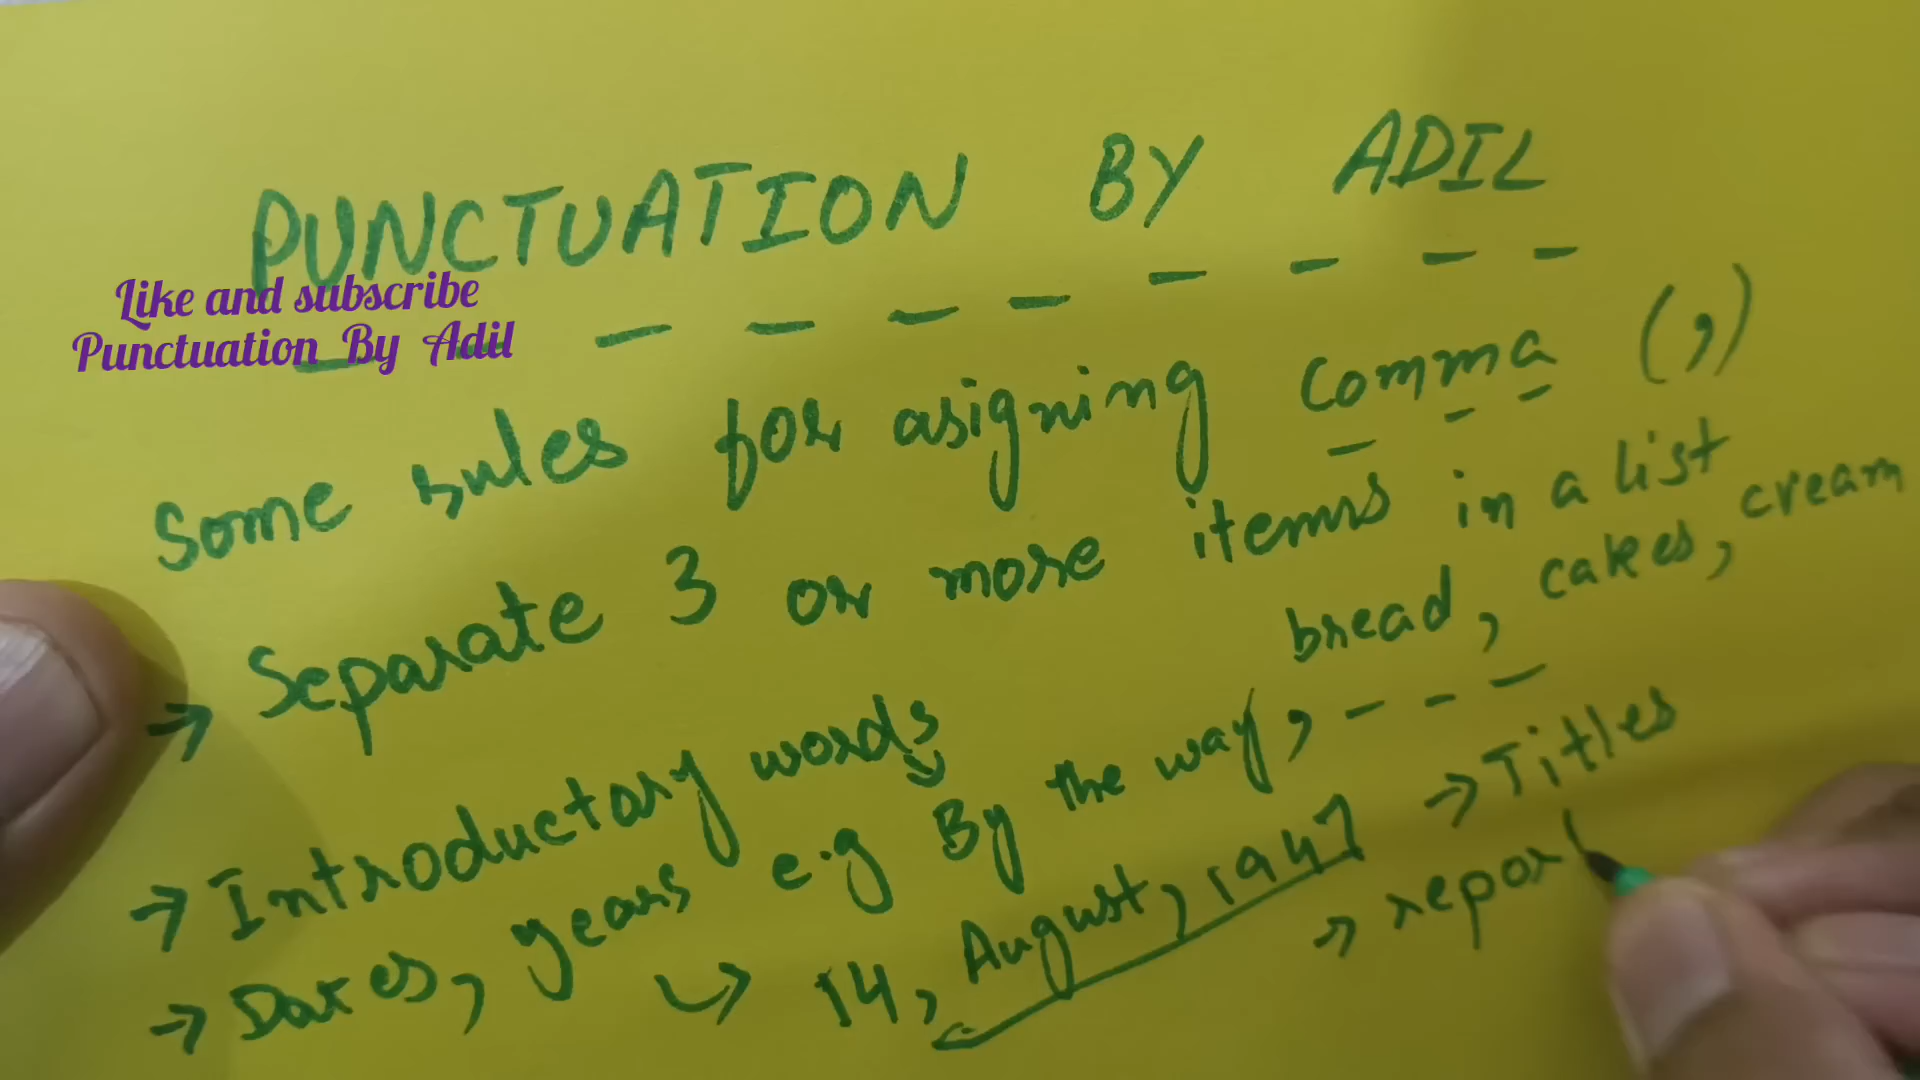 PUNCTUATION BY ADIL
Like and subscribe
Punctuation By Adil
Some rules for asigning comma (,)
→ Separate 3 or more items in a list
bread, cakes, cream
→ Introductory words
e.g By the way, ---
→ Dates, years
↳ 14, August, 1947
→ Titles
→ repor